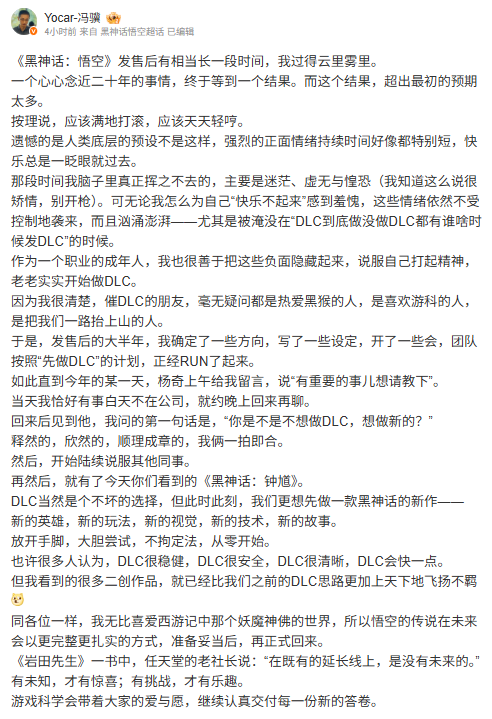 Yocar-冯骥
4小时前 来自 黑神话悟空超话 已编辑
《黑神话：悟空》发售后有相当长一段时间，我过得云里雾里。
一个心心念近二十年的事情，终于等到一个结果。而这个结果，超出最初的预期
太多。
按理说，应该满地打滚，应该天天轻哼。
遗憾的是人类底层的预设不是这样，强烈的正面情绪持续时间好像都特别短，快
乐总是一眨眼就过去。
那段时间我脑子里真正挥之不去的，主要是迷茫、虚无与惶恐（我知道这么说很
矫情，别开枪）。可无论我怎么为自己“快乐不起来”感到羞愧，这些情绪依然不受
控制地袭来，而且汹涌澎湃——尤其是被淹没在“DLC到底做没做DLC都有谁啥时
候发DLC”的时候。
作为一个职业的成年人，我也很善于把这些负面隐藏起来，说服自己打起精神，
老老实实开始做DLC。
因为我很清楚，催DLC的朋友，毫无疑问都是热爱黑猴的人，是喜欢游科的人，
是把我们一路抬上山的人。
于是，发售后的大半年，我确定了一些方向，写了一些设定，开了一些会，团队
按照“先做DLC”的计划，正经RUN了起来。
如此直到今年的某一天，杨奇上午给我留言，说“有重要的事儿想请教下”。
当天我恰好有事白天不在公司，就约晚上回来再聊。
回来后见到他，我问的第一句话是，“你是不是不想做DLC，想做新的？”
释然的，欣然的，顺理成章的，我俩一拍即合。
然后，开始陆续说服其他同事。
再然后，就有了今天你们看到的《黑神话：钟馗》。
DLC当然是个不坏的选择，但此时此刻，我们更想先做一款黑神话的新作——
新的英雄，新的玩法，新的视觉，新的技术，新的故事。
放开手脚，大胆尝试，不拘定法，从零开始。
也许很多人认为，DLC很稳健，DLC很安全，DLC很清晰，DLC会快一点。
但我看到的很多二创作品，就已经比我们之前的DLC思路更加上天下地飞扬不羁
同各位一样，我无比喜爱西游记中那个妖魔神佛的世界，所以悟空的传说在未来
会以更完整更扎实的方式，准备妥当后，再正式回来。
《岩田先生》一书中，任天堂的老社长说：“在既有的延长线上，是没有未来的。”
有未知，才有惊喜；有挑战，才有乐趣。
游戏科学会带着大家的爱与愿，继续认真交付每一份新的答卷。